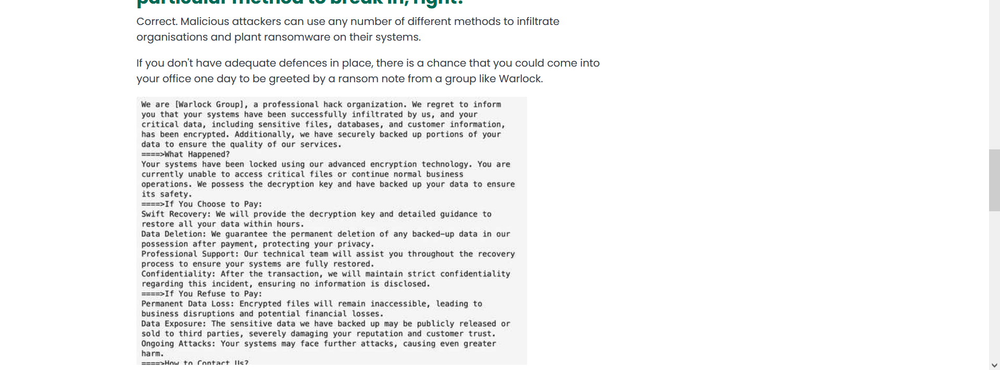 particular method to break in, right?
Correct. Malicious attackers can use any number of different methods to infiltrate
organisations and plant ransomware on their systems.
If you don't have adequate defences in place, there is a chance that you could come into
your office one day to be greeted by a ransom note from a group like Warlock.
We are [Warlock Group], a professional hack organization. We regret to inform
you that your systems have been successfully infiltrated by us, and your
critical data, including sensitive files, databases, and customer information,
has been encrypted. Additionally, we have securely backed up portions of your
data to ensure the quality of our services.
====>What Happened?
Your systems have been locked using our advanced encryption technology. You are
currently unable to access critical files or continue normal business
operations. We possess the decryption key and have backed up your data to ensure
its safety.
====>If You Choose to Pay:
Swift Recovery: We will provide the decryption key and detailed guidance to
restore all your data within hours.
Data Deletion: We guarantee the permanent deletion of any backed-up data in our
possession after payment, protecting your privacy.
Professional Support: Our technical team will assist you throughout the recovery
process to ensure your systems are fully restored.
Confidentiality: After the transaction, we will maintain strict confidentiality
regarding this incident, ensuring no information is disclosed.
====>If You Refuse to Pay:
Permanent Data Loss: Encrypted files will remain inaccessible, leading to
business disruptions and potential financial losses.
Data Exposure: The sensitive data we have backed up may be publicly released or
sold to third parties, severely damaging your reputation and customer trust.
Ongoing Attacks: Your systems may face further attacks, causing even greater
harm.
====>How to Contact Us?